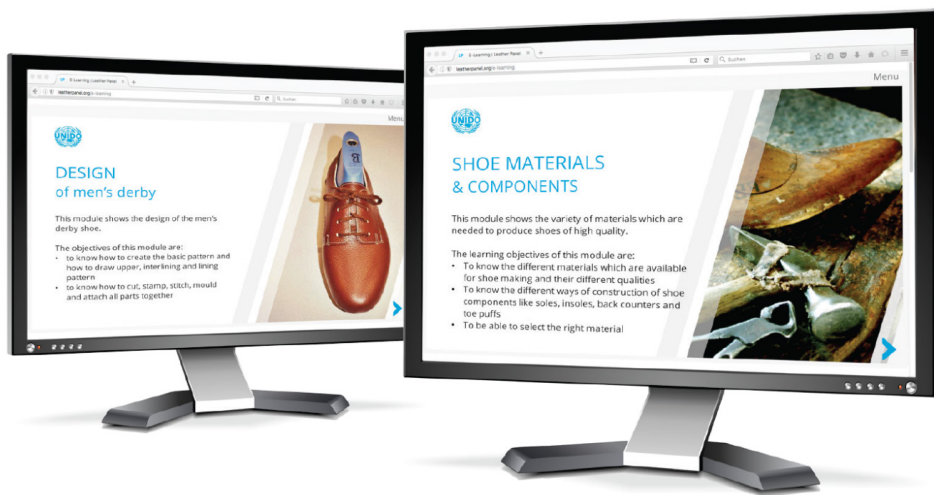 E-learning | Leather Panel
leatherpanel.org/e-learning
Suchen
Menu
UNIDO
DESIGN
of men's derby
This module shows the design of the men's
derby shoe.
The objectives of this module are:
• to know how to create the basic pattern and
how to draw upper, interlining and lining
pattern
• to know how to cut, stamp, stitch, mould
and attach all parts together
B
E-learning | Leather Panel
leatherpanel.org/e-learning
Suchen
Menu
UNIDO
SHOE MATERIALS
& COMPONENTS
This module shows the variety of materials which are
needed to produce shoes of high quality.
The learning objectives of this module are:
• To know the different materials which are available
for shoe making and their different qualities
• To know the different ways of construction of shoe
components like soles, insoles, back counters and
toe puffs
• To be able to select the right material